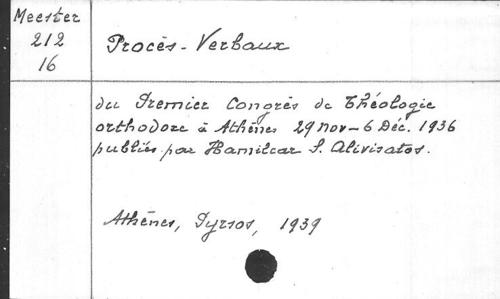 Meester
212
16
Procès-Verbaux
du Premier Congrès de Théologie
orthodoxe à Athènes 29 Nov-6 Déc. 1936
publiés par Hamilcar S. Alivisatos.
Athènes, Pyrsos, 1939